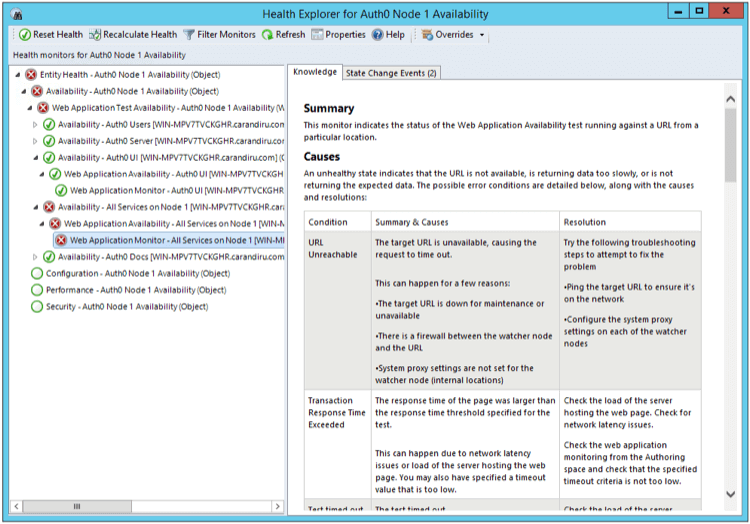 Health Explorer for Auth0 Node 1 Availability
Reset Health Recalculate Health Filter Monitors Refresh Properties Help Overrides
Health monitors for Auth0 Node 1 Availability
Entity Health - Auth0 Node 1 Availability (Object)
Availability - Auth0 Node 1 Availability (Object)
Web Application Test Availability - Auth0 Node 1 Availability (W
Availability - Auth0 Users [WIN-MPV7TVCKGHR.carandiru.com]
Availability - Auth0 Server [WIN-MPV7TVCKGHR.carandiru.com]
Availability - Auth0 UI [WIN-MPV7TVCKGHR.carandiru.com] (O
Web Application Availability - Auth0 UI [WIN-MPV7TVCKGHR
Web Application Monitor - Auth0 UI [WIN-MPV7TVCKGHR
Availability - All Services on Node 1 [WIN-MPV7TVCKGHR.cara
Web Application Availability - All Services on Node 1 [WIN-M
Web Application Monitor - All Services on Node 1 [WIN-MI
Availability - Auth0 Docs [WIN-MPV7TVCKGHR.carandiru.com]
Configuration - Auth0 Node 1 Availability (Object)
Performance - Auth0 Node 1 Availability (Object)
Security - Auth0 Node 1 Availability (Object)
Knowledge State Change Events (2)
Summary
This monitor indicates the status of the Web Application Availability test running against a URL from a
particular location.
Causes
An unhealthy state indicates that the URL is not available, is returning data too slowly, or is not
returning the expected data. The possible error conditions are detailed below, along with the causes
and resolutions:
Condition Summary & Causes Resolution
URL
Unreachable
The target URL is unavailable, causing the
request to time out.
This can happen for a few reasons:
•The target URL is down for maintenance or
unavailable
•There is a firewall between the watcher node
and the URL
•System proxy settings are not set for the
watcher node (internal locations)
Try the following troubleshooting
steps to attempt to fix the
problem
•Ping the target URL to ensure it's
on the network
•Configure the system proxy
settings on each of the watcher
nodes
Transaction
Response Time
Exceeded
The response time of the page was larger than
the response time threshold specified for the
test.
This can happen due to network latency
issues or load of the server hosting the web
page. You may also have specified a timeout
value that is too low.
Check the load of the server
hosting the web page. Check for
network latency issues.
Check the web application
monitoring from the Authoring
space and check that the specified
timeout criteria is not too low.
Test timed out The test timed out Check the load of the server